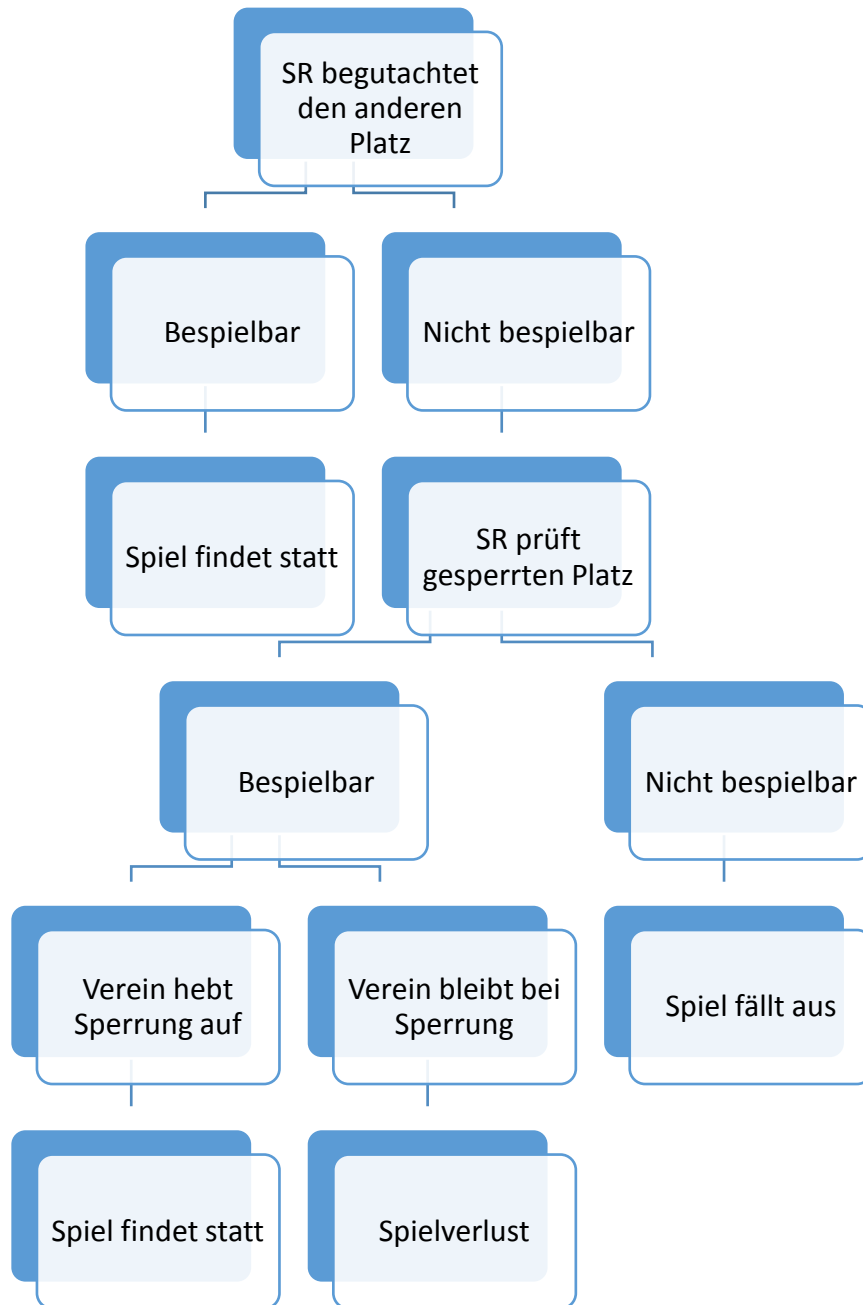 SR begutachtet
den anderen
Platz
Bespielbar
Nicht bespielbar
Spiel findet statt
SR prüft
gesperrten Platz
Bespielbar
Nicht bespielbar
Verein hebt
Sperrung auf
Verein bleibt bei
Sperrung
Spiel fällt aus
Spiel findet statt
Spielverlust